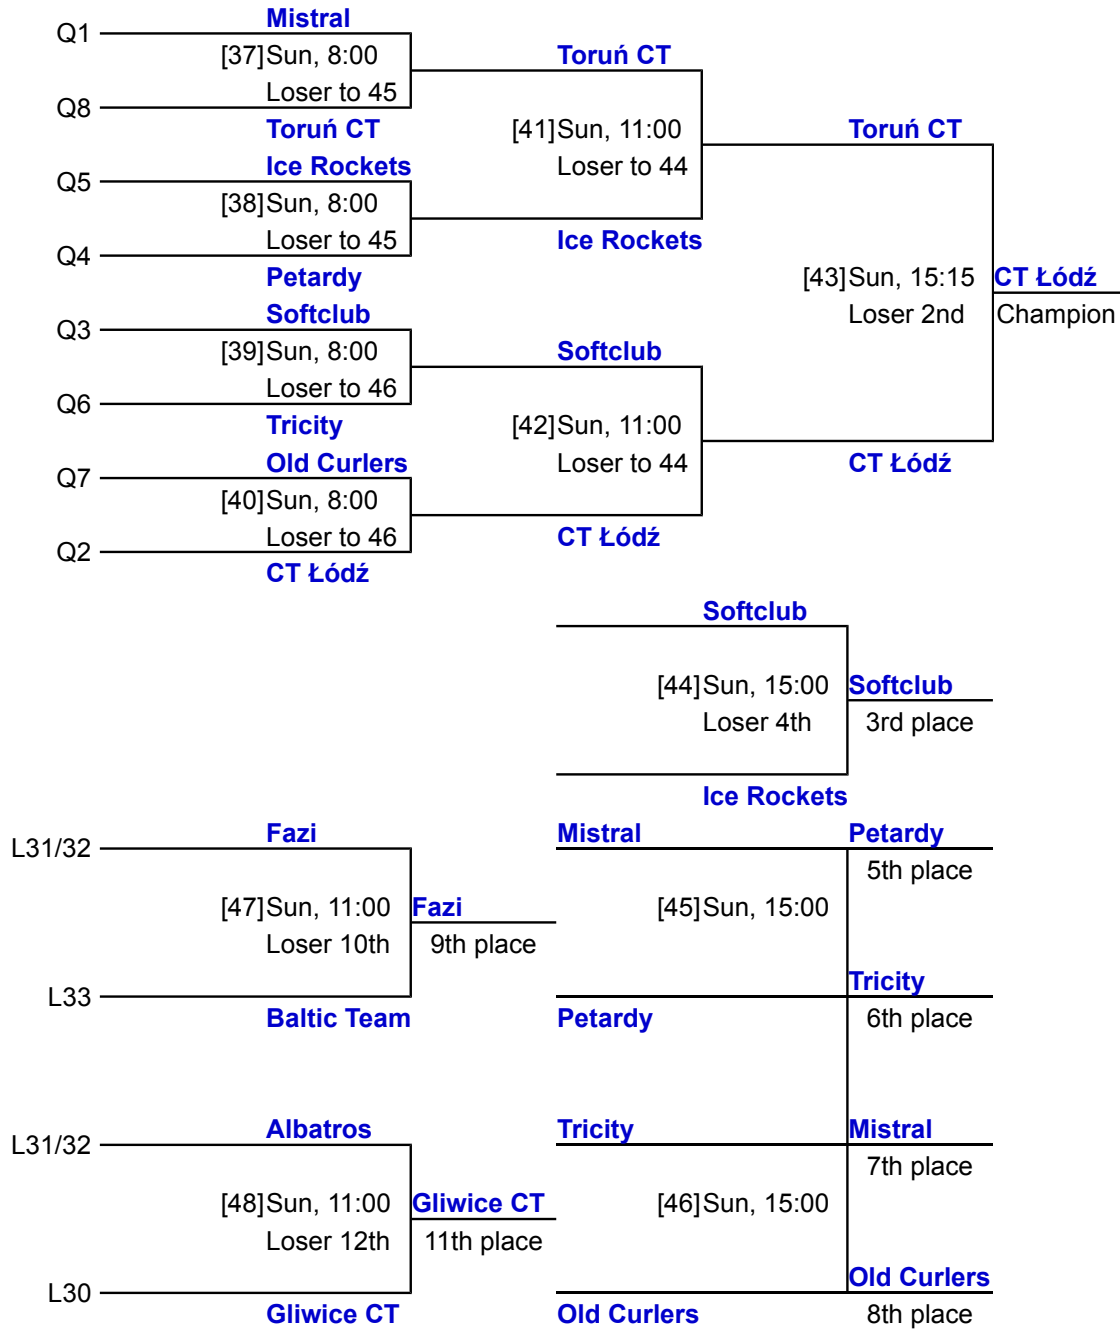 Mistral
Q1
[37]Sun, 8:00
Toruń CT
Loser to 45
Q8
Toruń CT
[41]Sun, 11:00
Toruń CT
Ice Rockets
Loser to 44
Q5
[38]Sun, 8:00
Loser to 45
Ice Rockets
Q4
Petardy
[43]Sun, 15:15
CT Łódź
Softclub
Loser 2nd
Champion
Q3
[39]Sun, 8:00
Softclub
Loser to 46
Q6
Tricity
[42]Sun, 11:00
Old Curlers
Loser to 44
CT Łódź
Q7
[40]Sun, 8:00
Loser to 46
CT Łódź
Q2
CT Łódź
Softclub
[44]Sun, 15:00
Softclub
Loser 4th
3rd place
Ice Rockets
Fazi
Mistral
Petardy
L31/32
5th place
[47]Sun, 11:00
Fazi
[45]Sun, 15:00
Loser 10th
9th place
Tricity
L33
Baltic Team
Petardy
6th place
Albatros
Tricity
Mistral
L31/32
7th place
[48]Sun, 11:00
Gliwice CT
[46]Sun, 15:00
Loser 12th
11th place
Old Curlers
L30
Gliwice CT
Old Curlers
8th place